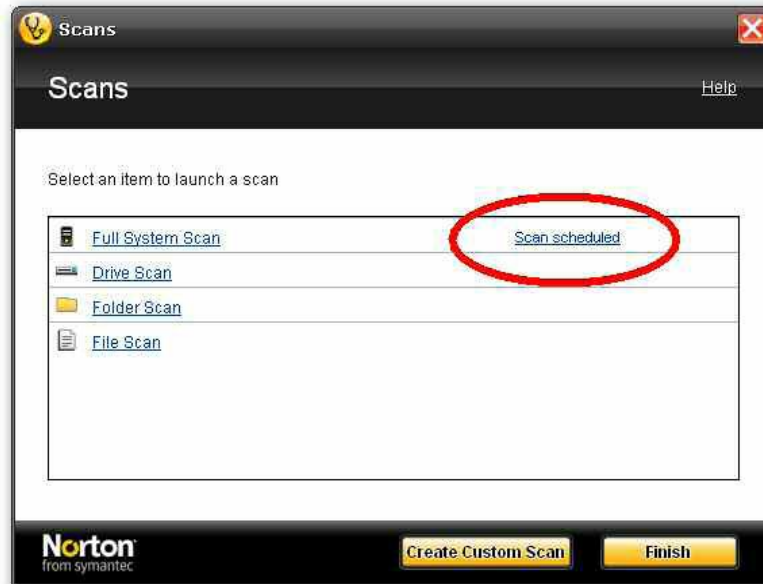 Scans
Scans
Help
Select an item to launch a scan
Full System Scan Scan scheduled
Drive Scan
Folder Scan
File Scan
Norton
from symantec
Create Custom Scan Finish